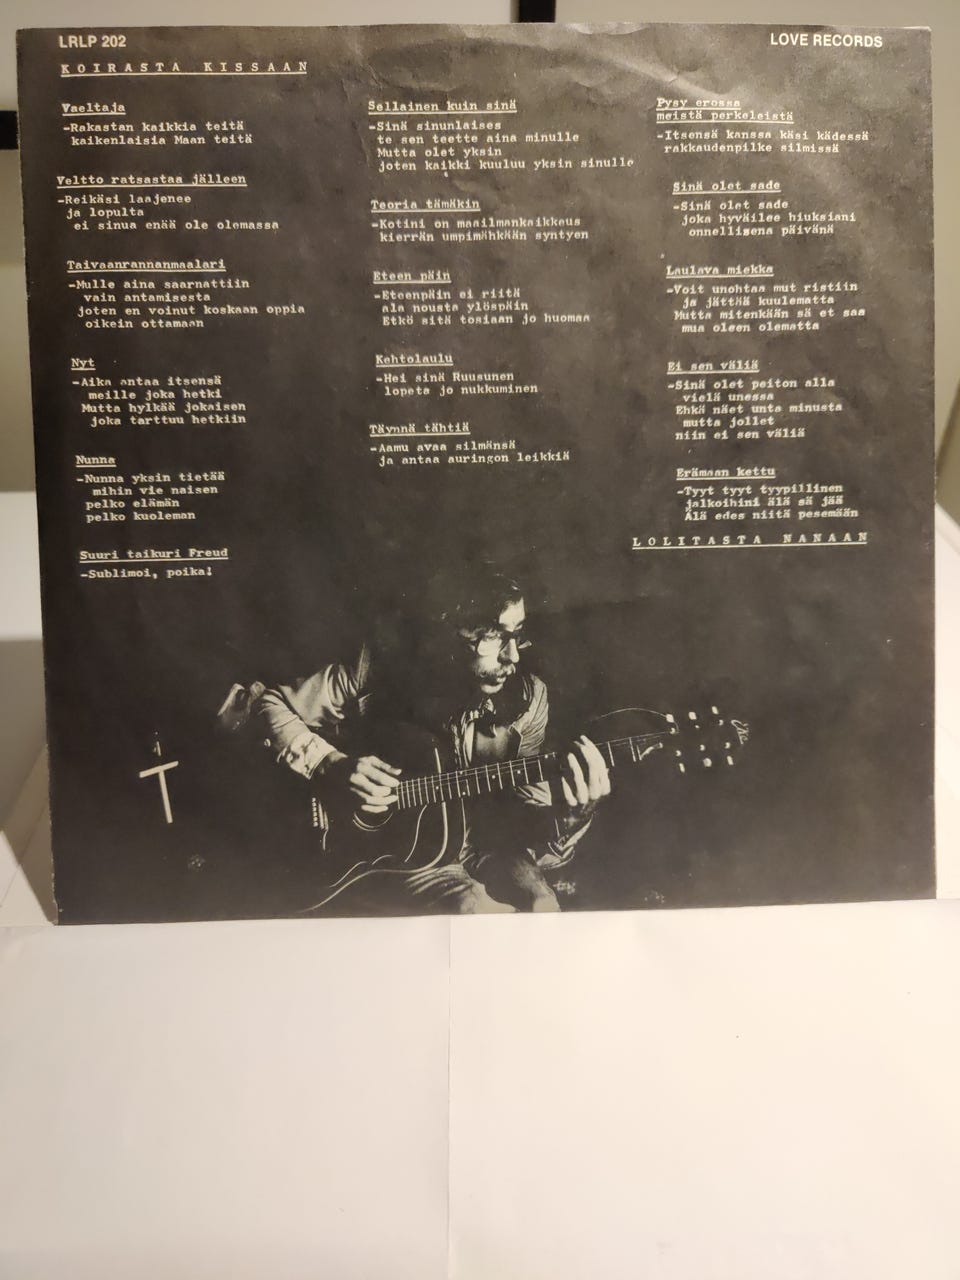 LRLP 202
LOVE RECORDS
KOIRASTA KISSAAN
Vaeltaja
-Rakastan kaikkia teitä
kaikenlaisia Maan teitä
Veltto ratsastaa jälleen
-Reikäsi laajenee
ja lopulta
ei sinua enää ole olemassa
Taivaanrannanmaalari
-Mulle aina saarnattiin
vain antamisesta
joten en voinut koskaan oppia
oikein ottamaan
Nyt
-Aika antaa itsensä
meille joka hetki
Mutta hylkää jokaisen
joka tarttuu hetkiin
Nunna
-Nunna yksin tietää
mihin vie naisen
pelko elämän
pelko kuoleman
Suuri taikuri Freud
-Sublimoi, poika!
Sellainen kuin sinä
-Sinä sinunlaises
te sen teette aina minulle
Mutta olet yksin
joten kaikki kuuluu yksin sinulle
Teoria tämäkin
-Kotini on maailmankaikkeus
kierrän umpimähkään syntyen
Eteen päin
-Eteenpäin ei riitä
ala nousta ylöspäin
Etkö sitä tosiaan jo huomaa
Kehtolaulu
-Hei sinä Ruusunen
lopeta jo nukkuminen
Täynnä tähtiä
-Aamu avaa silmänsä
ja antaa auringon leikkiä
Pysy erossa
meistä perkeleistä
-Itsensä kanssa käsi kädessä
rakkaudenpilke silmissä
Sinä olet sade
-Sinä olet sade
joka hyväilee hiuksiani
onnellisena päivänä
Laulava miekka
-Voit unohtaa mut ristiin
ja jättää kuulematta
Mutta mitenkään sä et saa
mua oleen olematta
Ei sen väliä
-Sinä olet peiton alla
vielä unessa
Ehkä näet unta minusta
mutta jollet
niin ei sen väliä
Erämaan kettu
-Tyyt tyyt tyypillinen
jalkoihini älä sä jää
Älä edes niitä pesemään
LOLITASTA NANAAN
Eko